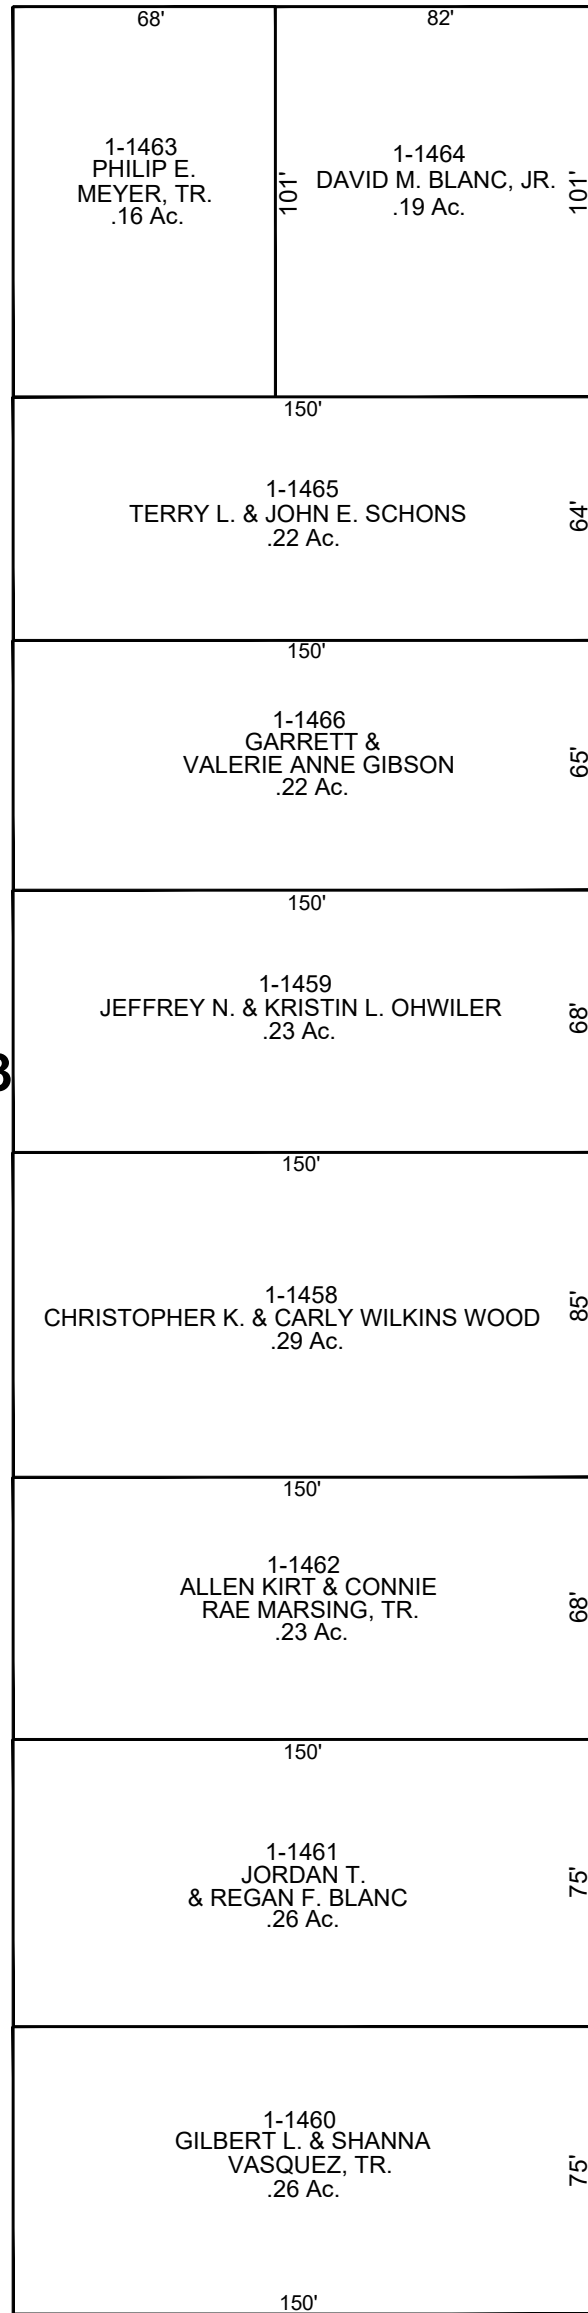 68'
82'
1-1463
PHILIP E.
MEYER, TR.
.16 Ac.
101'
1-1464
DAVID M. BLANC, JR.
.19 Ac.
101'
150'
1-1465
TERRY L. & JOHN E. SCHONS
.22 Ac.
64'
150'
1-1466
GARRETT &
VALERIE ANNE GIBSON
.22 Ac.
65'
150'
1-1459
JEFFREY N. & KRISTIN L. OHWILER
.23 Ac.
68'
150'
1-1458
CHRISTOPHER K. & CARLY WILKINS WOOD
.29 Ac.
85'
150'
1-1462
ALLEN KIRT & CONNIE
RAE MARSING, TR.
.23 Ac.
68'
150'
1-1461
JORDAN T.
& REGAN F. BLANC
.26 Ac.
75'
1-1460
GILBERT L. & SHANNA
VASQUEZ, TR.
.26 Ac.
75'
150'